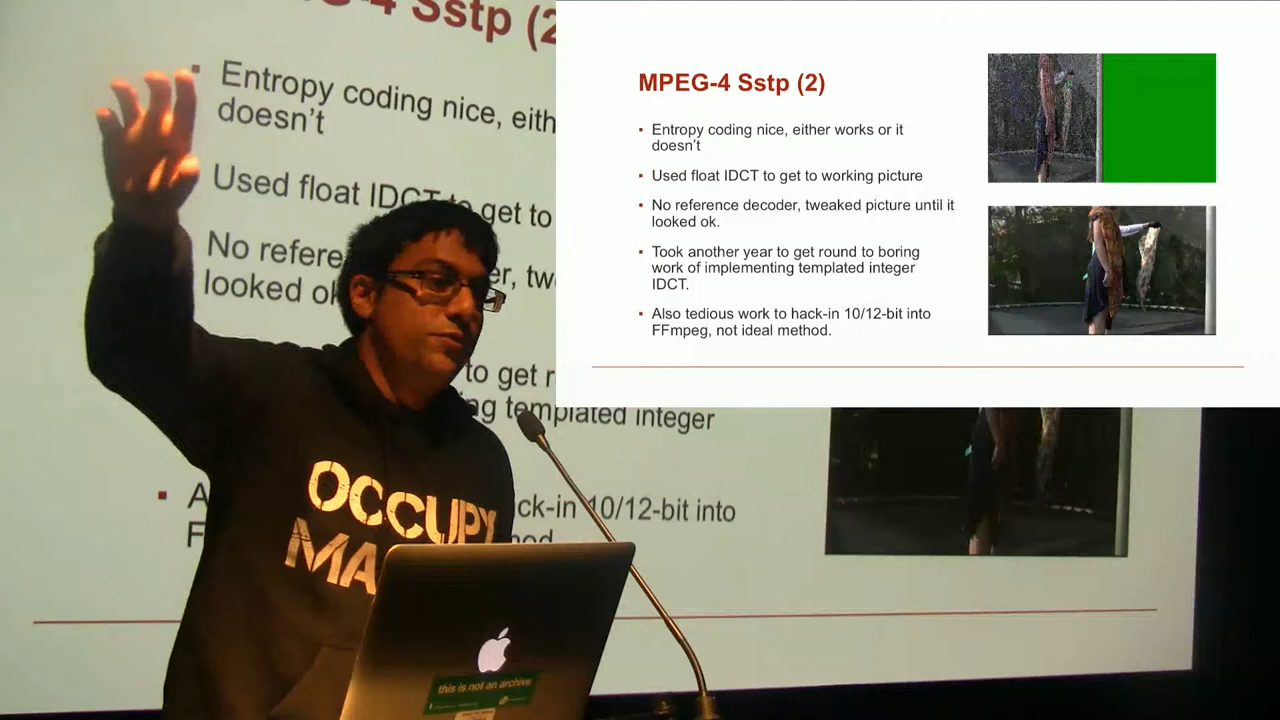 G-4 Sstp (2
Entropy coding nice, eith
doesn't
Used float IDCT to get to
No refere er, tw
looked ok
to get r
ng templated integer
A ck-in 10/12-bit into
F hod
MPEG-4 Sstp (2)
Entropy coding nice, either works or it
doesn't
Used float IDCT to get to working picture
No reference decoder, tweaked picture until it
looked ok.
Took another year to get round to boring
work of implementing templated integer
IDCT.
Also tedious work to hack-in 10/12-bit into
FFmpeg, not ideal method.
OCCUPY
MA
this is not an archive